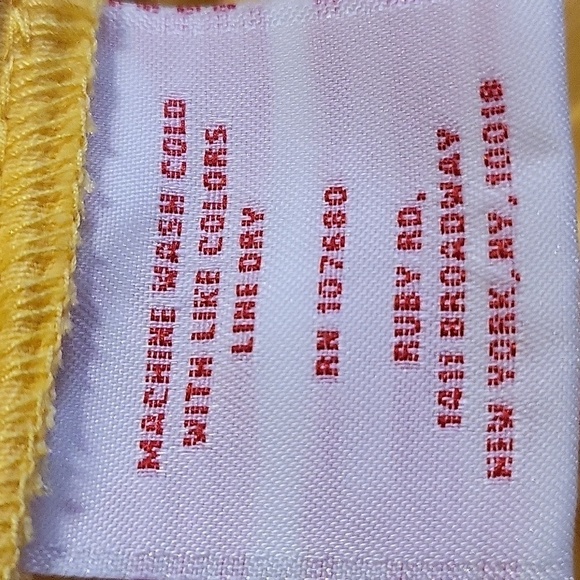 MACHINE WASH COLD
WITH LIKE COLORS
LINE DRY
RN 107680
RUBY RD.
1411 BROADWAY
NEW YORK, NY, 10018